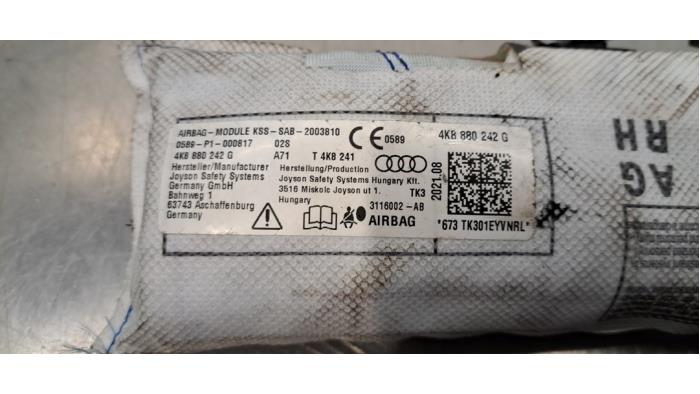 AIRBAG-MODULE KSS-SAB-2003810
0589-P1-000817 02S
4K8 880 242 G A71 T 4K8 241
CE 0589
4K8 880 242 G
Hersteller/Manufacturer
Joyson Safety Systems
Germany GmbH
Bahnweg 1
63743 Aschaffenburg
Germany
Herstellung/Production
Joyson Safety Systems Hungary Kft.
3516 Miskolc Joyson ut 1. TK3
Hungary
3116002-AB
AIRBAG
2021.08
*673 TK301EYVNRL*
AG
RH